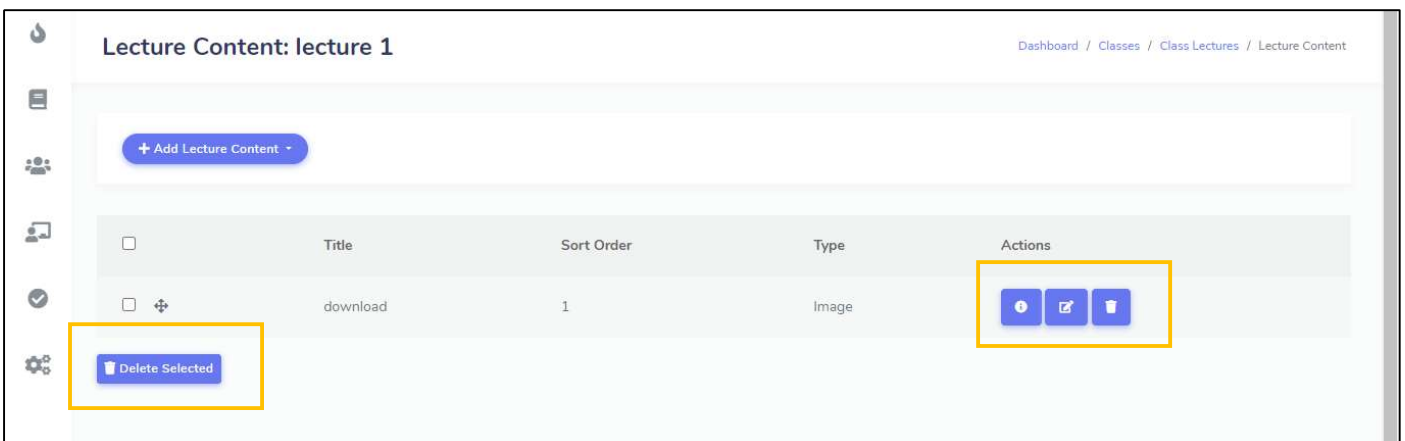 Lecture Content: lecture 1
Dashboard / Classes / Class Lectures / Lecture Content
+ Add Lecture Content
Title Sort Order Type Actions
download 1 Image
Delete Selected